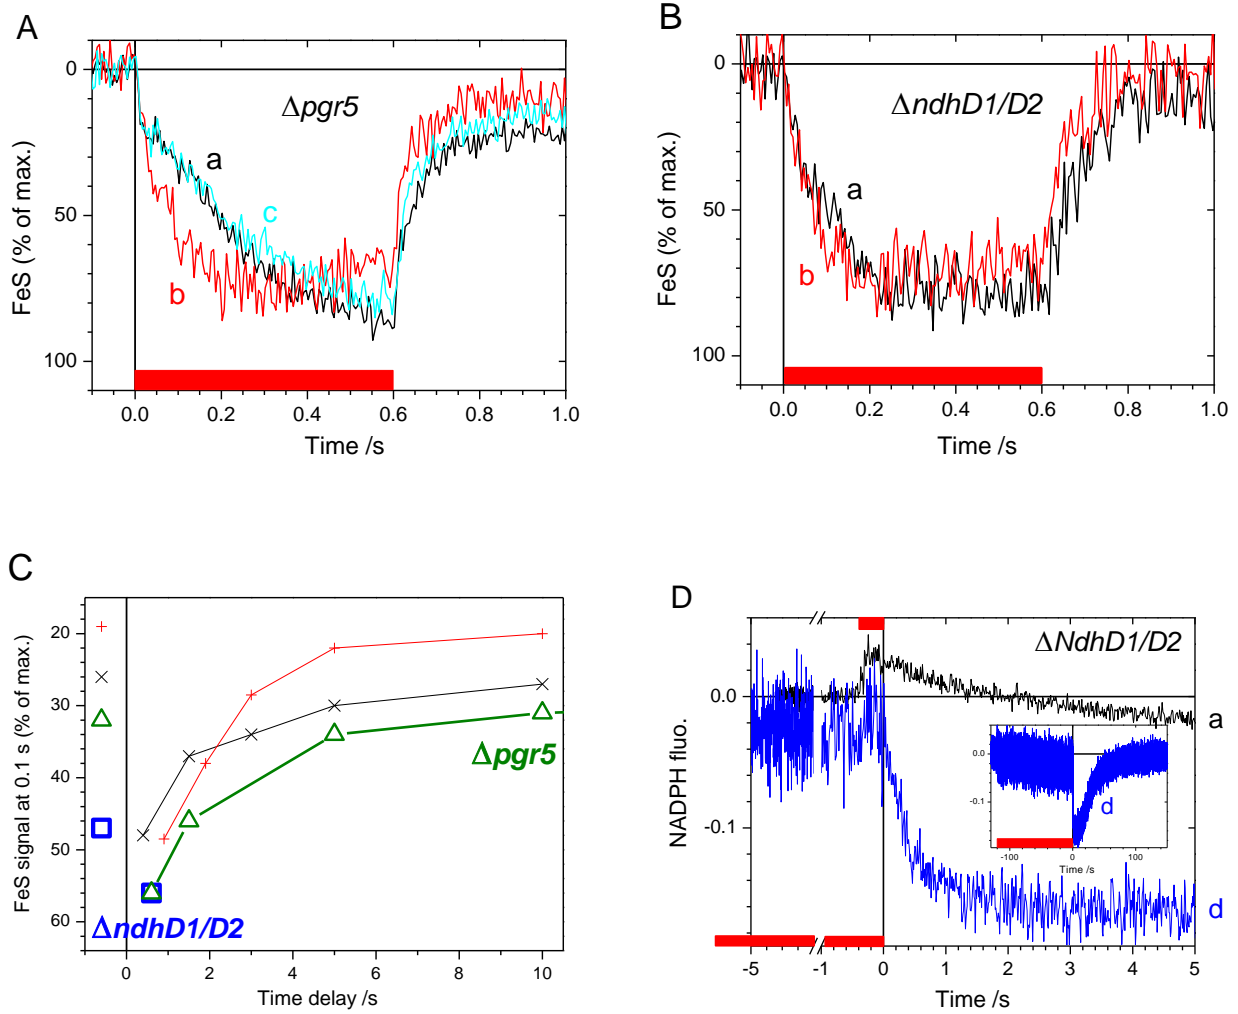 A
Δpgr5
a
c
b
FeS (% of max.)
0
50
100
0.0 0.2 0.4 0.6 0.8 1.0
Time /s
B
ΔndhD1/D2
a
b
FeS (% of max.)
0
50
100
0.0 0.2 0.4 0.6 0.8 1.0
Time /s
C
FeS signal at 0.1 s (% of max.)
20
30
40
50
60
Δpgr5
ΔndhD1/D2
0 2 4 6 8 10
Time delay /s
D
ΔNdhD1/D2
NADPH fluo.
0.0
-0.1
a
d
0.0
-0.1
d
-100 0 100
Time /s
-5 -1 0 1 2 3 4 5
Time /s